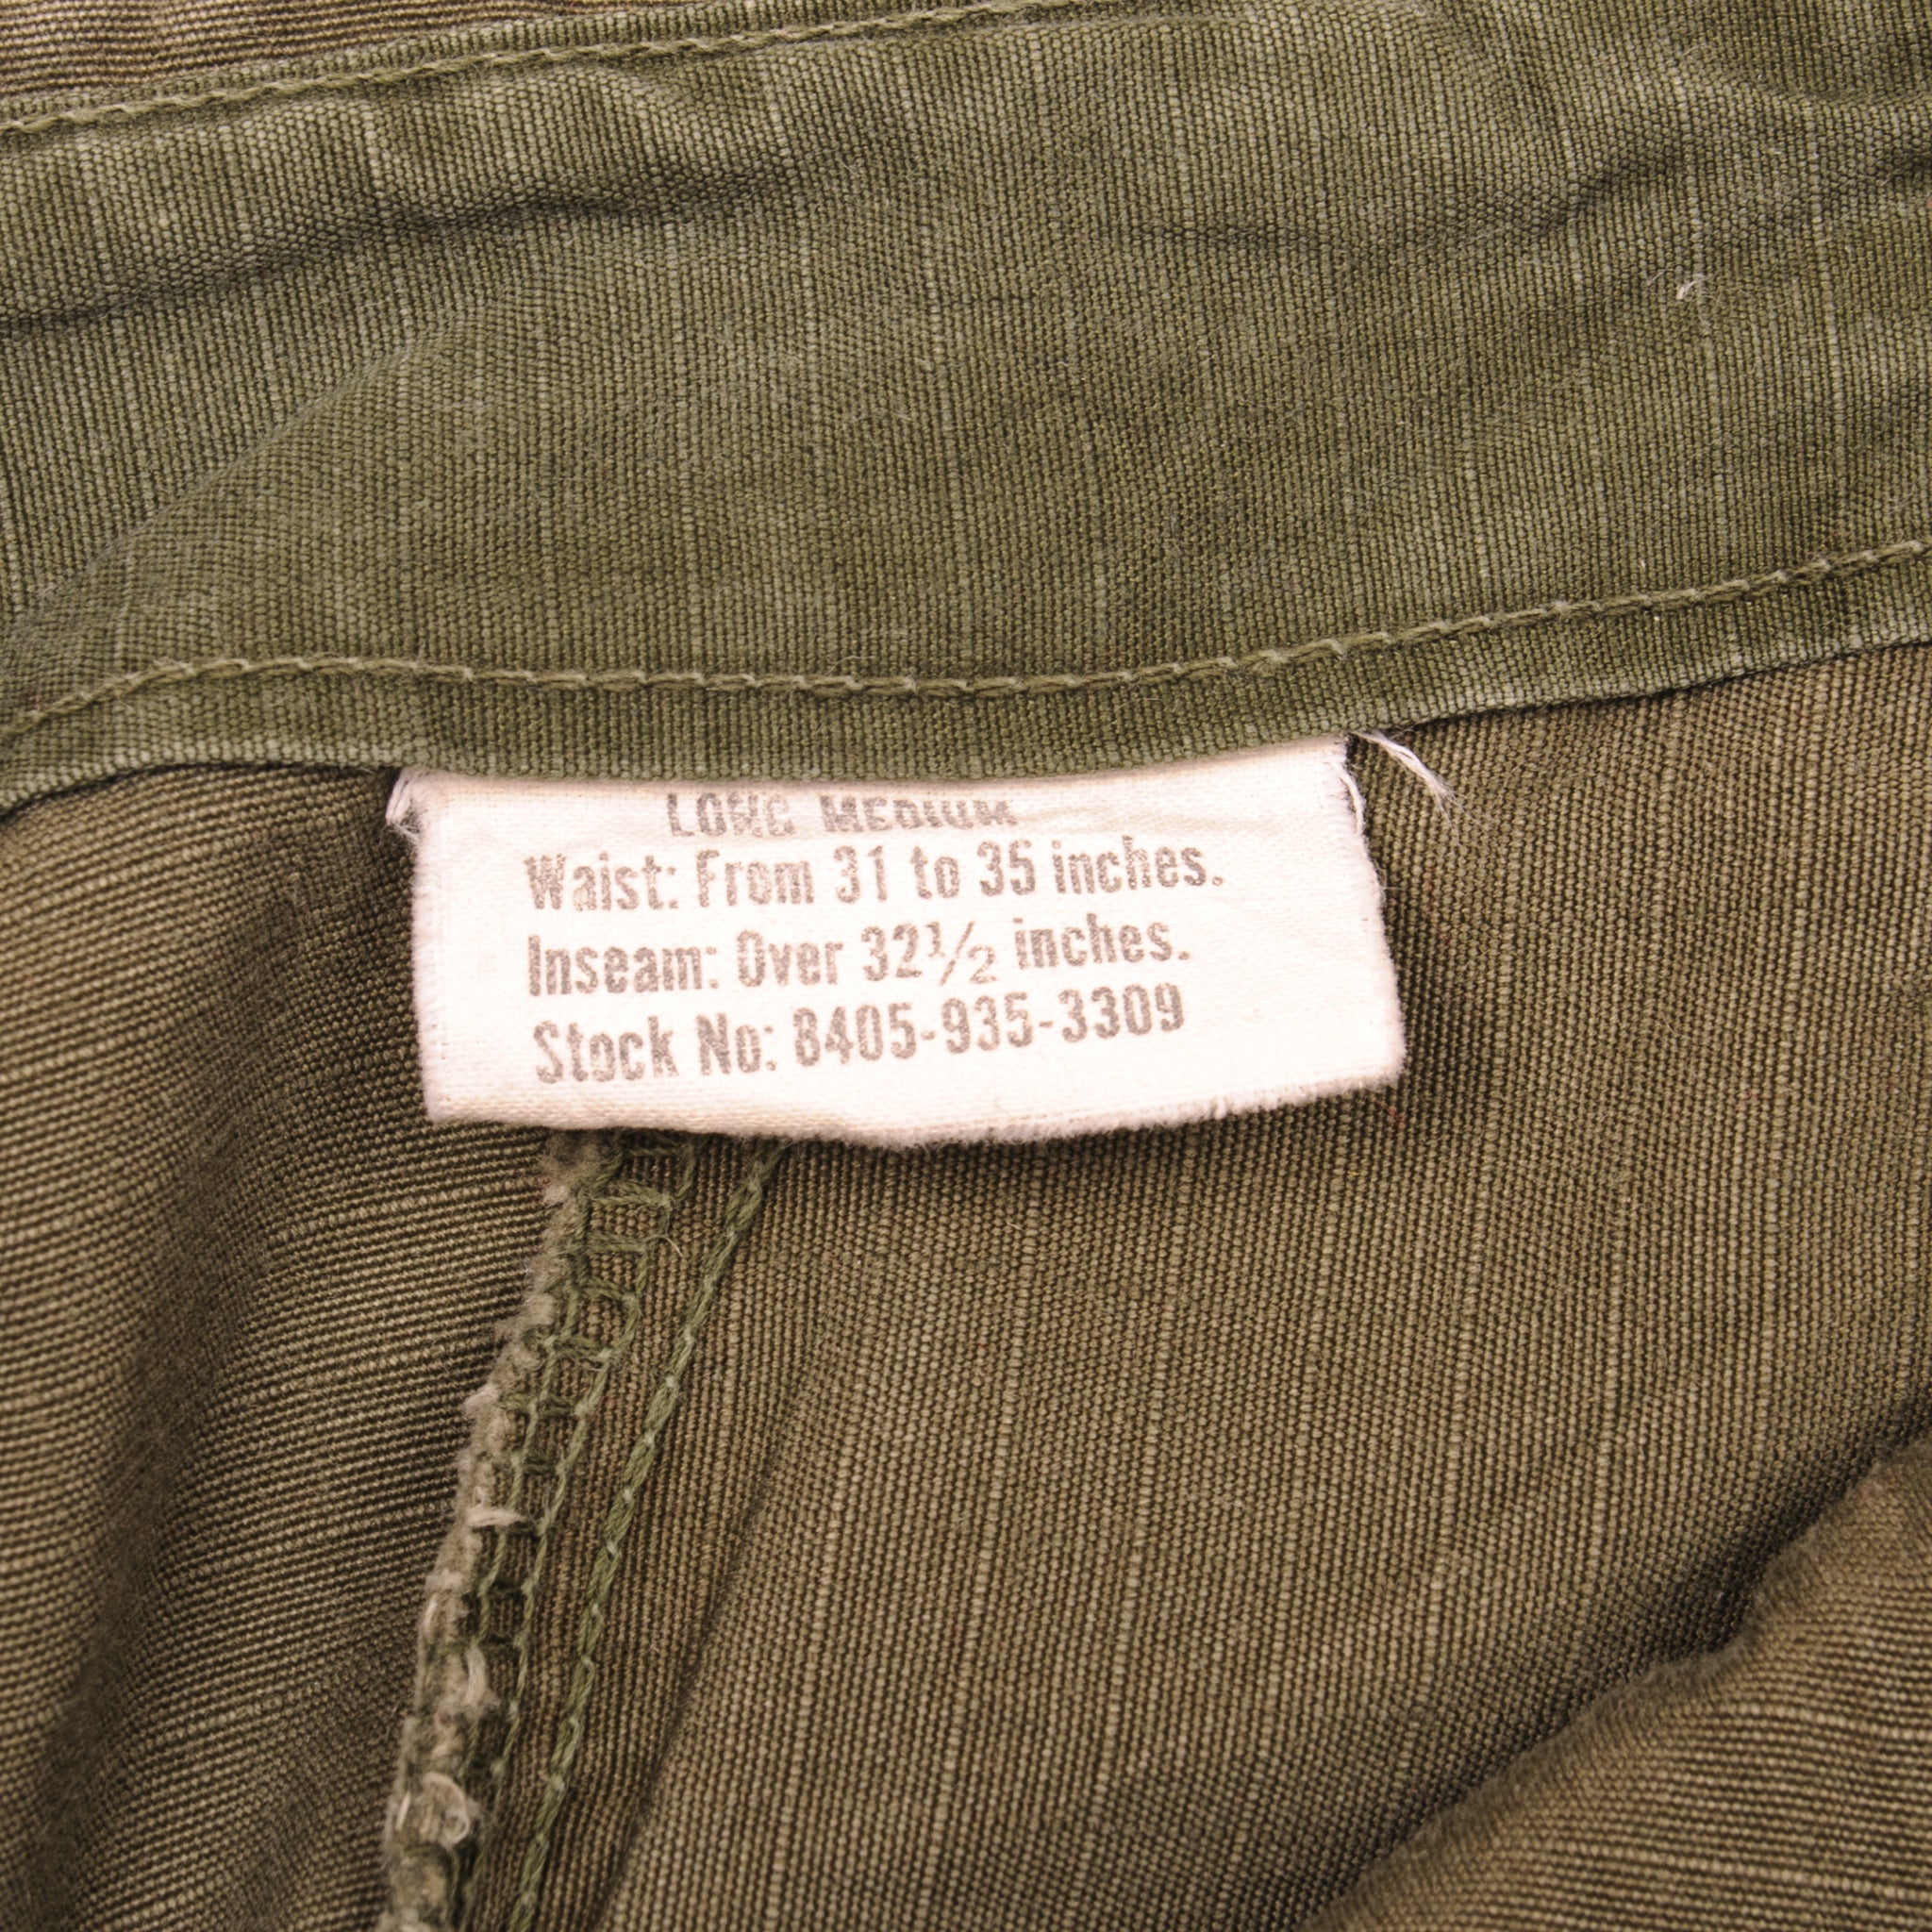 LONG MEDIUM
Waist: From 31 to 35 inches.
Inseam: Over 32½ inches.
Stock No: 8405-935-3309